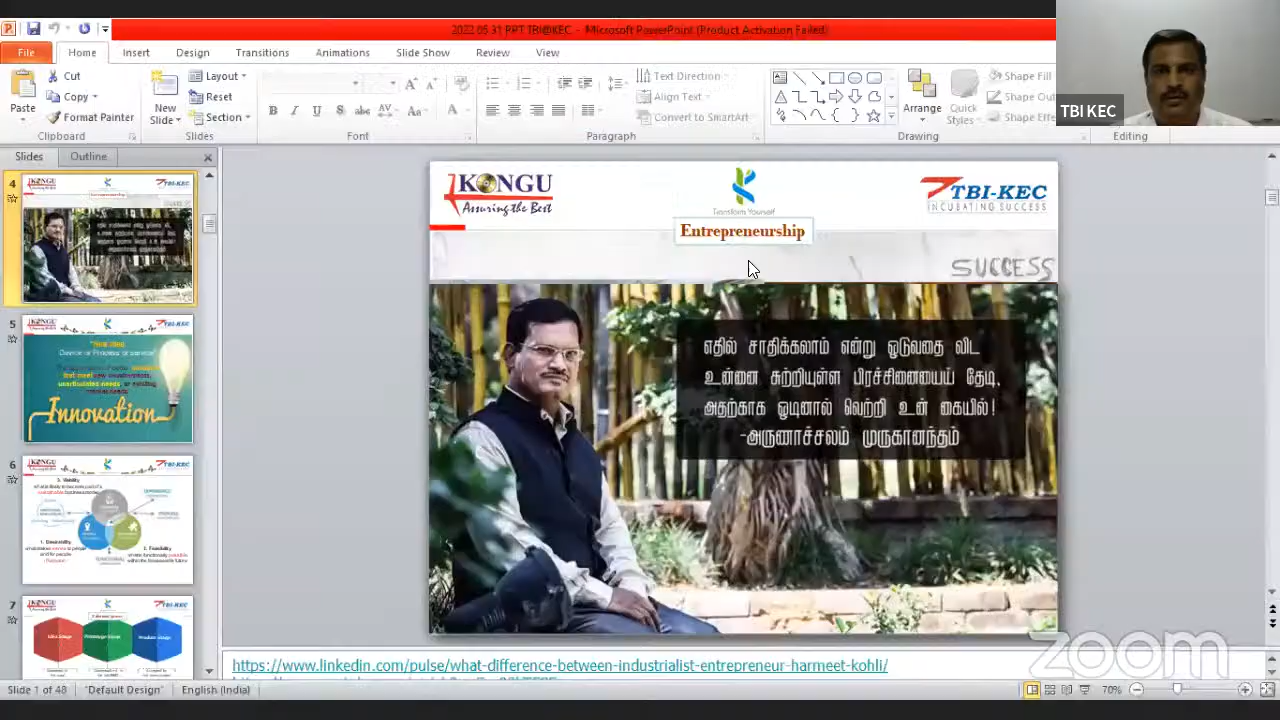 2022 05 31 PPT TBI@KEC - Microsoft PowerPoint (Product Activation Failed)
File Home Insert Design Transitions Animations Slide Show Review View
Paste
Cut
Copy
Format Painter
New Slide
Layout
Reset
Section
Text Direction
Align Text
Convert to SmartArt
Arrange
Quick Styles
Shape Fill
Clipboard Slides Font Paragraph Drawing Editing
TBI KEC
Slides Outline
4
5
Innovation
6
7
KONGU
Assuring the Best
Transform Yourself
TBI-KEC
INCUBATING SUCCESS
Entrepreneurship
SUCCESS
எதில் சாதிக்கலாம் என்று ஓடுவதை விட
உன்னை சுற்றியுள்ள பிரச்சினையைய் தேடி,
அதற்காக ஓடினால் வெற்றி உன் கையில்!
-அருணாச்சலம் முருகானந்தம்
https://www.linkedin.com/pulse/what-difference-between-industrialist-entrepreneur-harmeet-kohli/
zoom
Slide 1 of 48 "Default Design" English (India) 70%